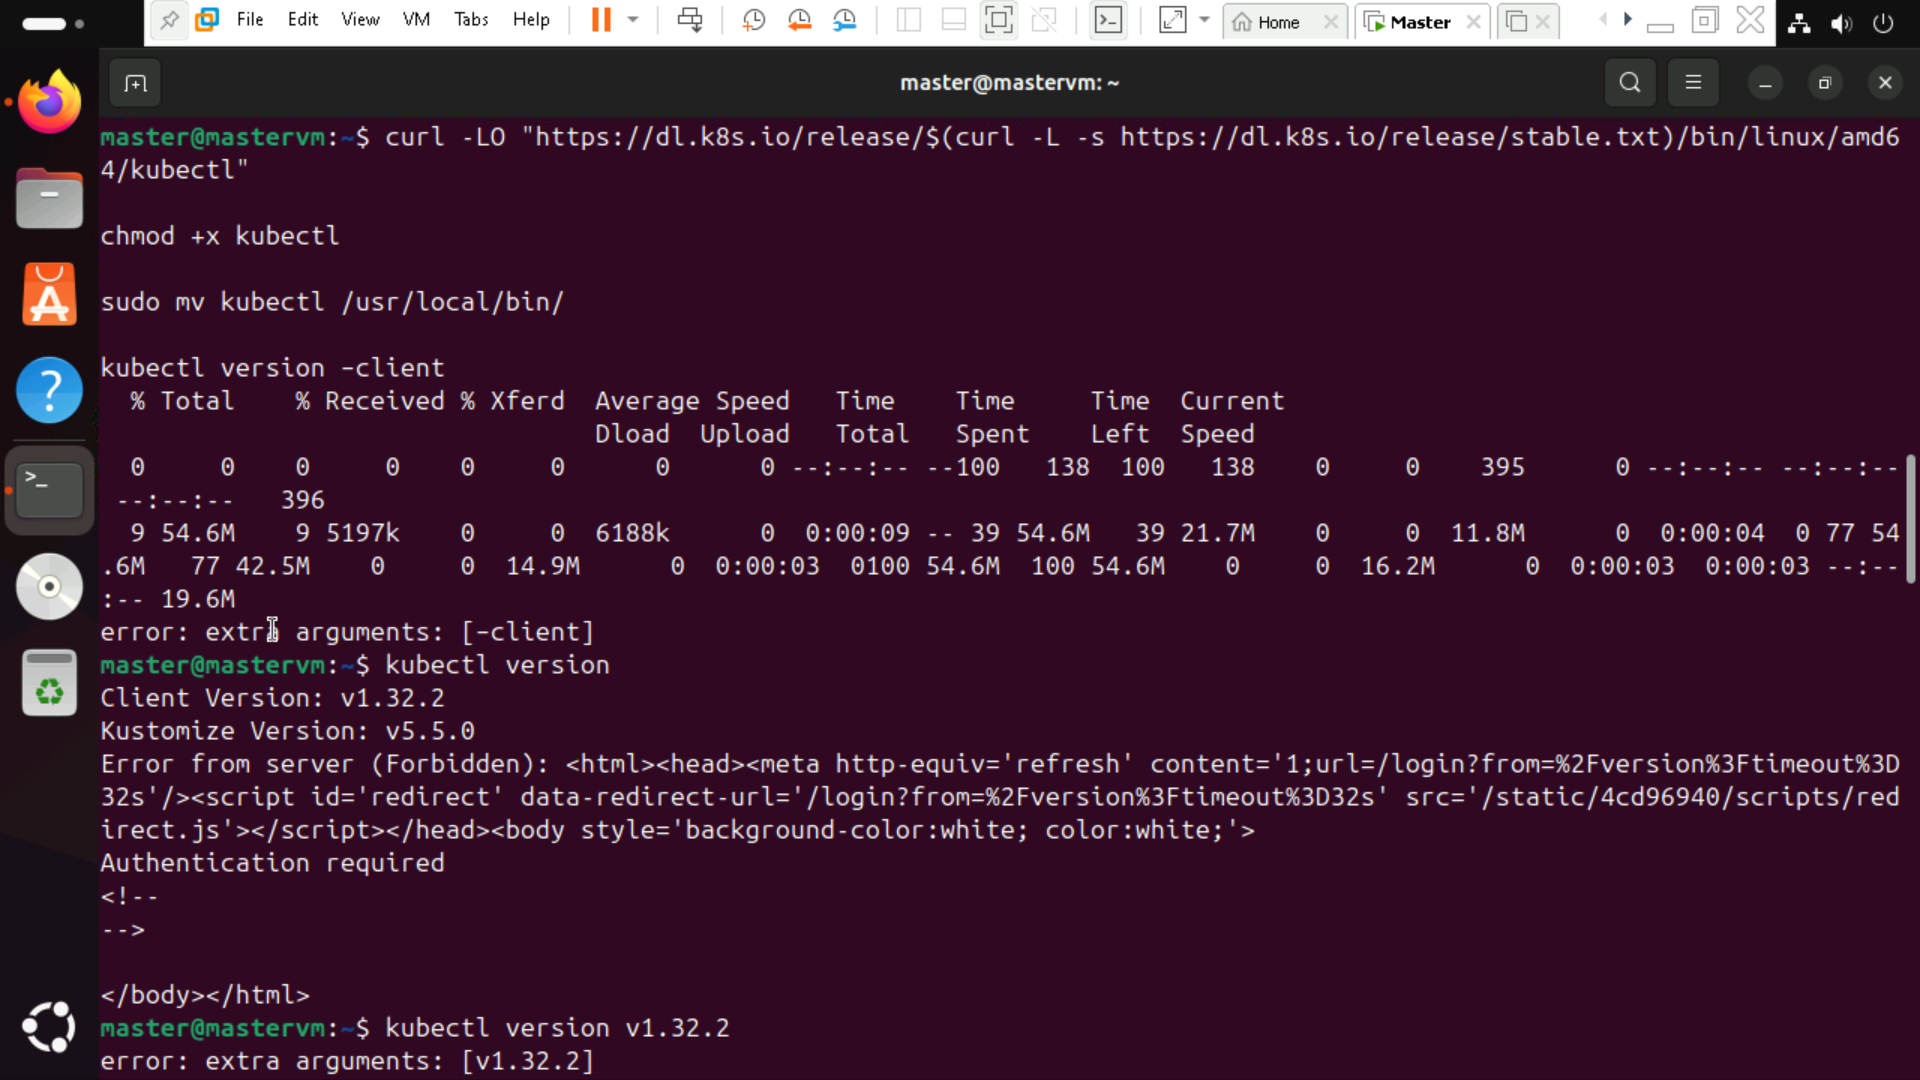 File Edit View VM Tabs Help Home Master
master@mastervm: ~
master@mastervm:~$ curl -LO "https://dl.k8s.io/release/$(curl -L -s https://dl.k8s.io/release/stable.txt)/bin/linux/amd6
4/kubectl"
chmod +x kubectl
sudo mv kubectl /usr/local/bin/
kubectl version –client
% Total % Received % Xferd Average Speed Time Time Time Current
Dload Upload Total Spent Left Speed
0 0 0 0 0 0 0 0 --:--:-- --100 138 100 138 0 0 395 0 --:--:-- --:--:--
--:--:-- 396
9 54.6M 9 5197k 0 0 6188k 0 0:00:09 -- 39 54.6M 39 21.7M 0 0 11.8M 0 0:00:04 0 77 54
.6M 77 42.5M 0 0 14.9M 0 0:00:03 0100 54.6M 100 54.6M 0 0 16.2M 0 0:00:03 0:00:03 --:--
:-- 19.6M
error: extra arguments: [–client]
master@mastervm:~$ kubectl version
Client Version: v1.32.2
Kustomize Version: v5.5.0
Error from server (Forbidden): <html><head><meta http-equiv='refresh' content='1;url=/login?from=%2Fversion%3Ftimeout%3D
32s'/><script id='redirect' data-redirect-url='/login?from=%2Fversion%3Ftimeout%3D32s' src='/static/4cd96940/scripts/red
irect.js'></script></head><body style='background-color:white; color:white;'>
Authentication required
<!--
-->
</body></html>
master@mastervm:~$ kubectl version v1.32.2
error: extra arguments: [v1.32.2]